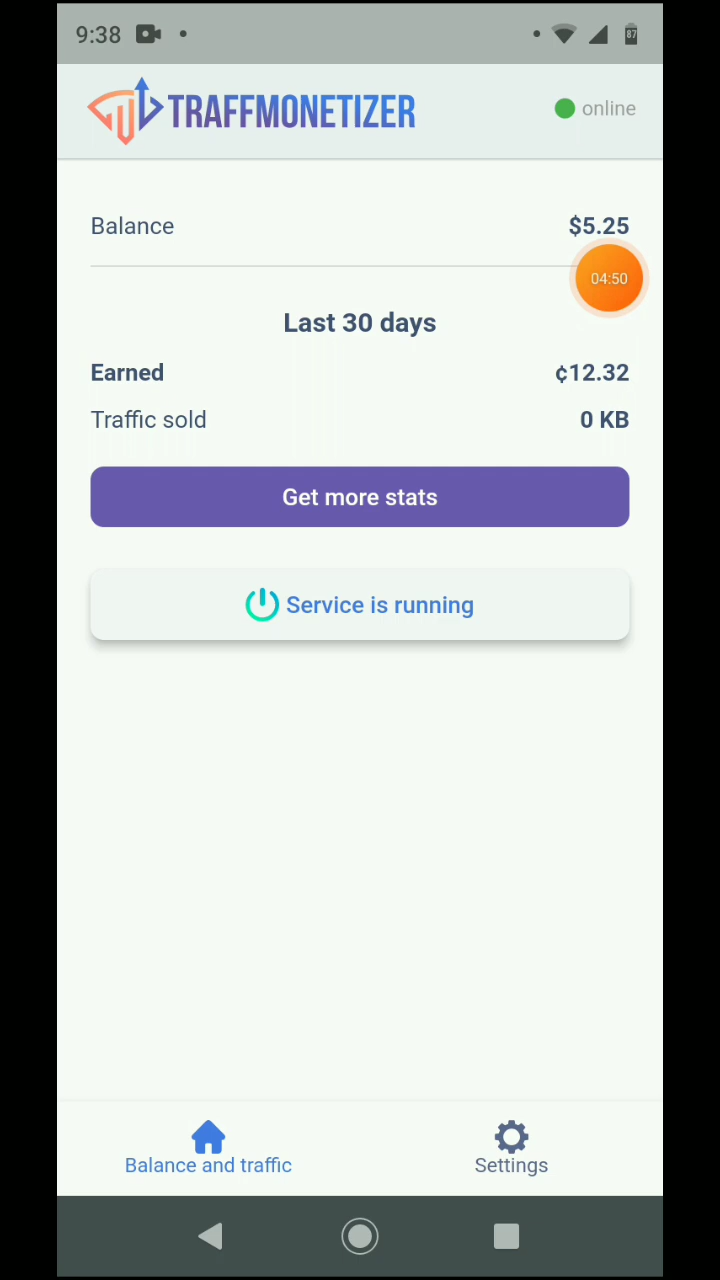 9:38
87
TRAFFMONETIZER
online
Balance
$5.25
04:50
Last 30 days
Earned
¢12.32
Traffic sold
0 KB
Get more stats
Service is running
Balance and traffic
Settings